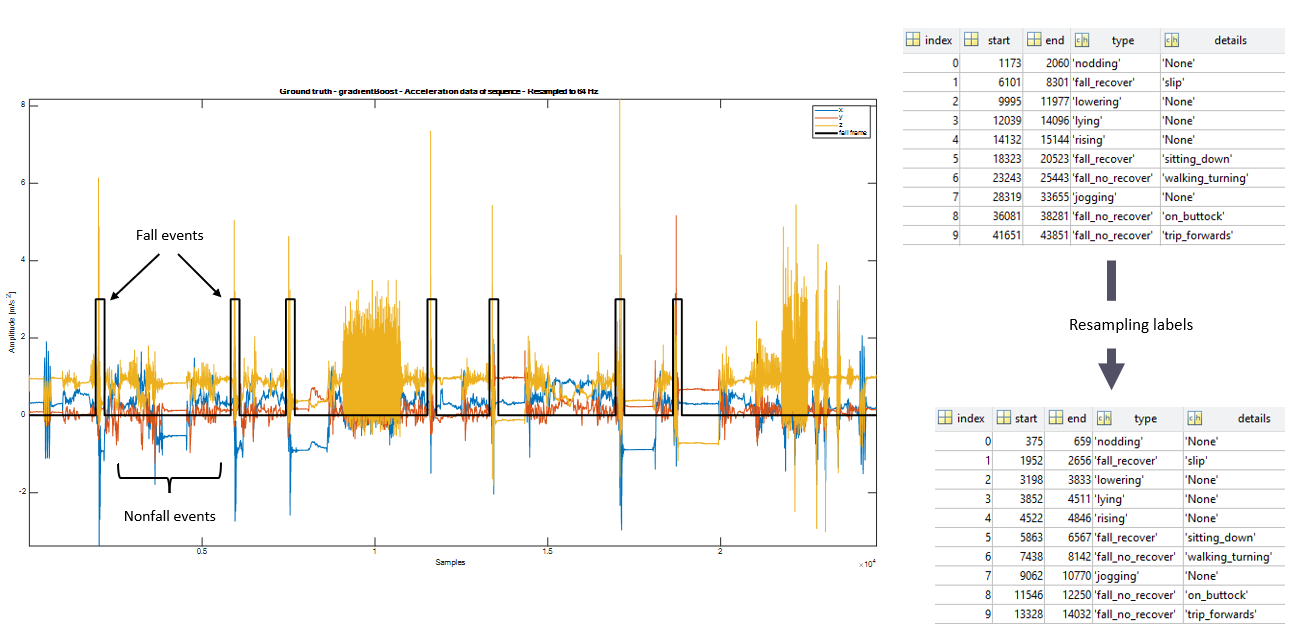 Ground truth - gradientBoost - Acceleration data of sequence - Resampled to 64 Hz
x
y
z
fall frame
Fall events
Nonfall events
Amplitude [m/s²]
8
6
4
2
0
-2
0.5
1
1.5
2
×10⁴
Samples
index start end type details
0 1173 2060 'nodding' 'None'
1 6101 8301 'fall_recover' 'slip'
2 9995 11977 'lowering' 'None'
3 12039 14096 'lying' 'None'
4 14132 15144 'rising' 'None'
5 18323 20523 'fall_recover' 'sitting_down'
6 23243 25443 'fall_no_recover' 'walking_turning'
7 28319 33655 'jogging' 'None'
8 36081 38281 'fall_no_recover' 'on_buttock'
9 41651 43851 'fall_no_recover' 'trip_forwards'
Resampling labels
index start end type details
0 375 659 'nodding' 'None'
1 1952 2656 'fall_recover' 'slip'
2 3198 3833 'lowering' 'None'
3 3852 4511 'lying' 'None'
4 4522 4846 'rising' 'None'
5 5863 6567 'fall_recover' 'sitting_down'
6 7438 8142 'fall_no_recover' 'walking_turning'
7 9062 10770 'jogging' 'None'
8 11546 12250 'fall_no_recover' 'on_buttock'
9 13328 14032 'fall_no_recover' 'trip_forwards'